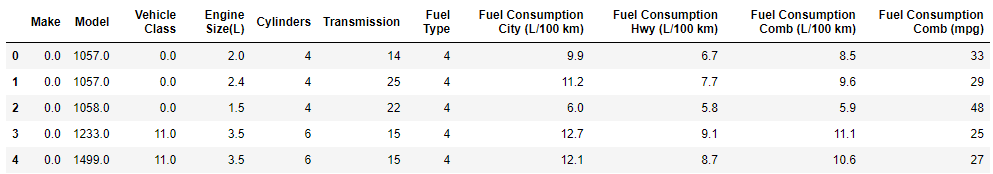 Make Model Vehicle Class Engine Size(L) Cylinders Transmission Fuel Type Fuel Consumption City (L/100 km) Fuel Consumption Hwy (L/100 km) Fuel Consumption Comb (L/100 km) Fuel Consumption Comb (mpg)
0 0.0 1057.0 0.0 2.0 4 14 4 9.9 6.7 8.5 33
1 0.0 1057.0 0.0 2.4 4 25 4 11.2 7.7 9.6 29
2 0.0 1058.0 0.0 1.5 4 22 4 6.0 5.8 5.9 48
3 0.0 1233.0 11.0 3.5 6 15 4 12.7 9.1 11.1 25
4 0.0 1499.0 11.0 3.5 6 15 4 12.1 8.7 10.6 27